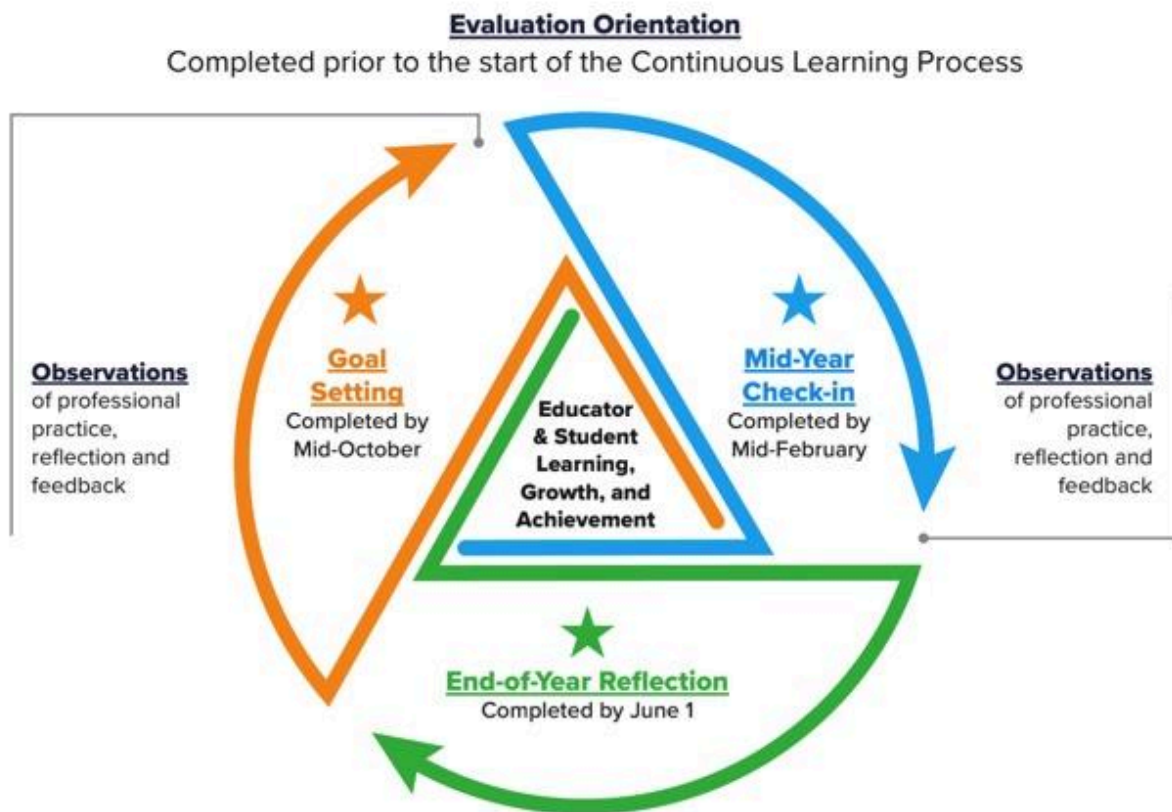 Evaluation Orientation
Completed prior to the start of the Continuous Learning Process
Goal
Setting
Completed by
Mid-October
Mid-Year
Check-in
Completed by
Mid-February
Observations
of professional
practice,
reflection and
feedback
Educator
& Student
Learning,
Growth, and
Achievement
Observations
of professional
practice,
reflection and
feedback
End-of-Year Reflection
Completed by June 1